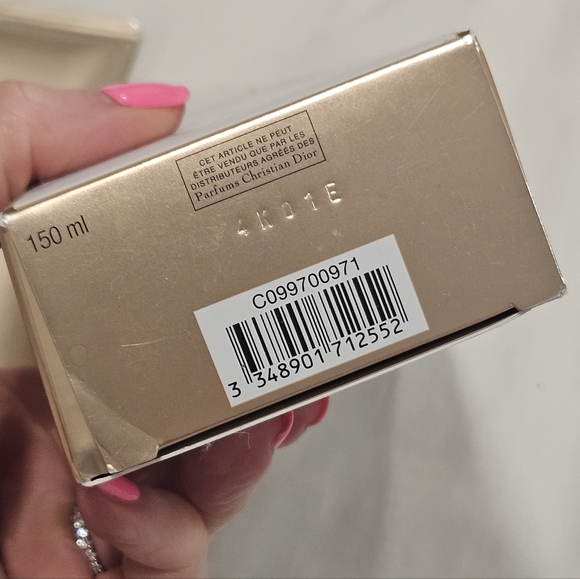 CET ARTICLE NE PEUT
ÊTRE VENDU QUE PAR LES
DISTRIBUTEURS AGRÉÉS DES
Parfums Christian Dior
150 ml
4K01E
C099700971
3 348901 712552